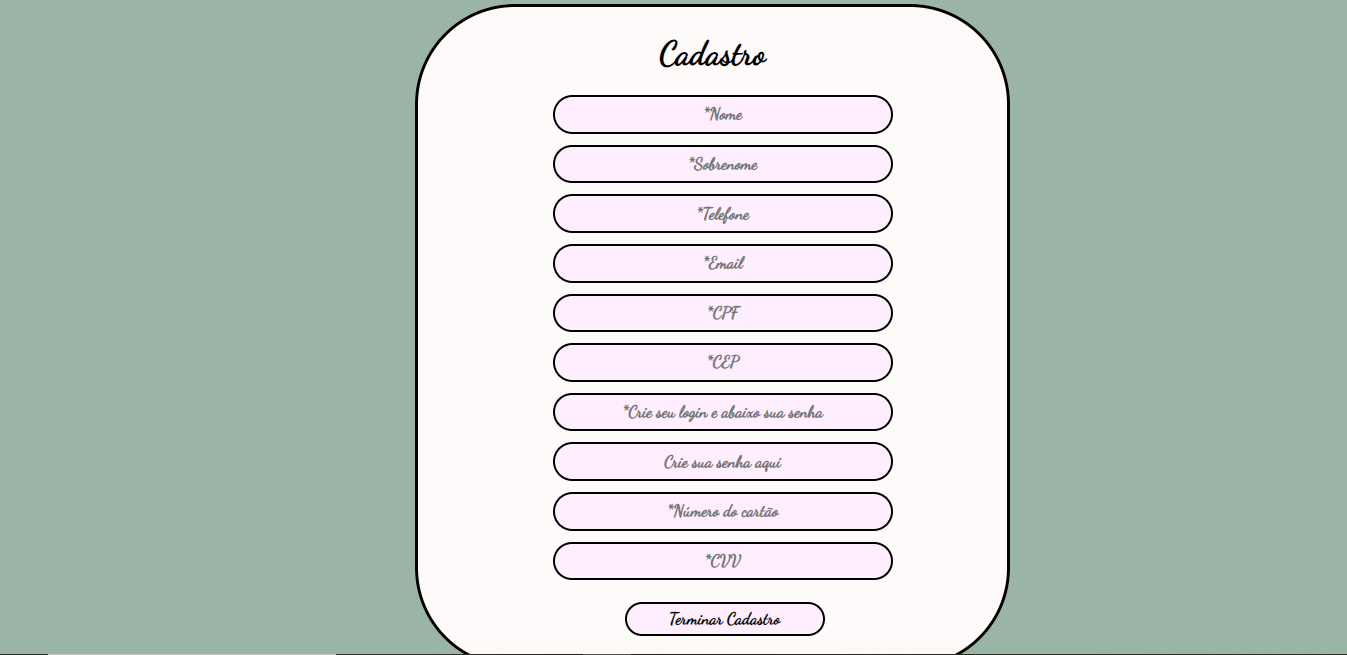 Cadastro
*Nome
*Sobrenome
*Telefone
*Email
*CPF
*CEP
*Crie seu login e abaixo sua senha
Crie sua senha aqui
*Número do cartão
*CVV
Terminar Cadastro